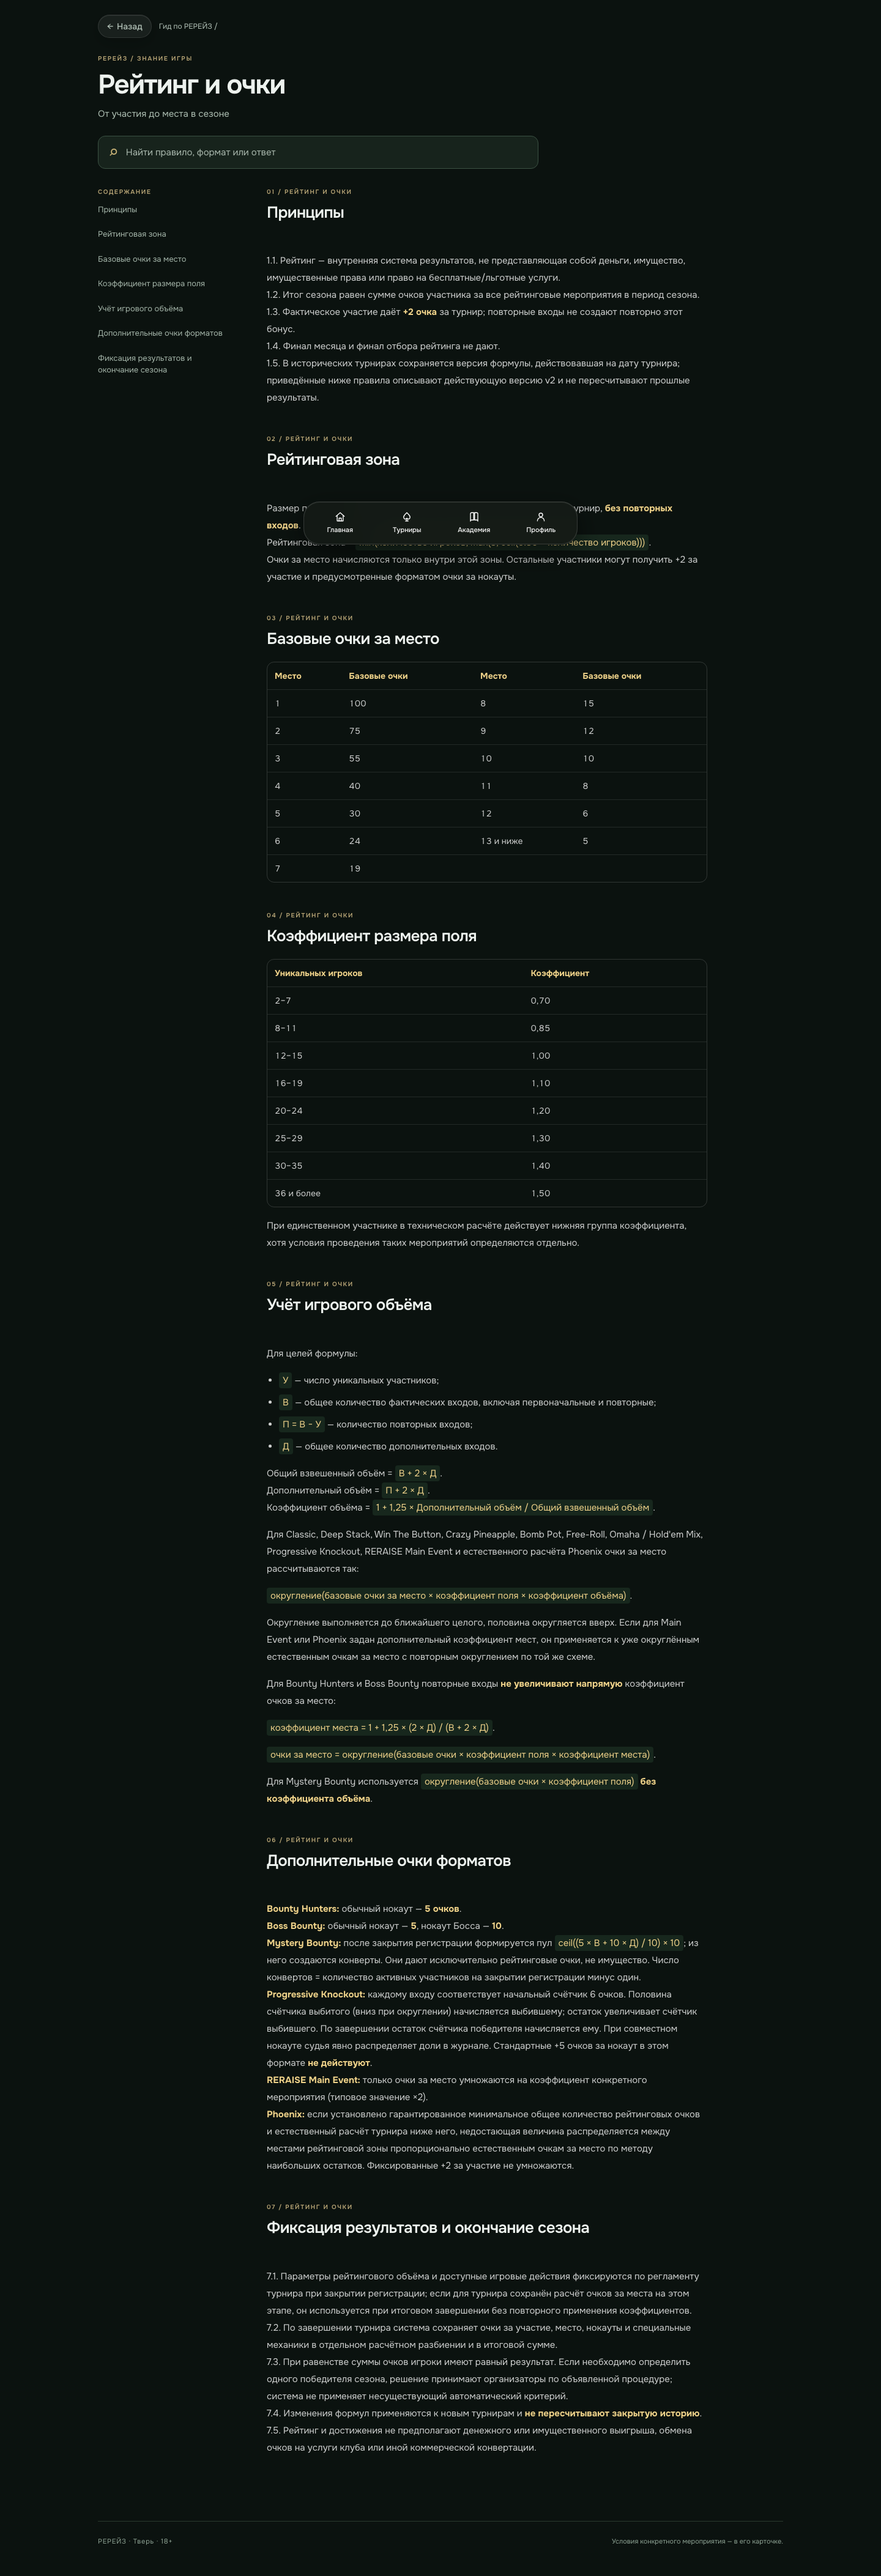 ← Назад
Гид по РЕРЕЙЗ /
РЕРЕЙЗ / ЗНАНИЕ ИГРЫ
Рейтинг и очки
От участия до места в сезоне
Найти правило, формат или ответ
СОДЕРЖАНИЕ
Принципы
Рейтинговая зона
Базовые очки за место
Коэффициент размера поля
Учёт игрового объёма
Дополнительные очки форматов
Фиксация результатов и
окончание сезона
01 / РЕЙТИНГ И ОЧКИ
Принципы
1.1. Рейтинг — внутренняя система результатов, не представляющая собой деньги, имущество,
имущественные права или право на бесплатные/льготные услуги.
1.2. Итог сезона равен сумме очков участника за все рейтинговые мероприятия в период сезона.
1.3. Фактическое участие даёт +2 очка за турнир; повторные входы не создают повторно этот
бонус.
1.4. Финал месяца и финал отбора рейтинга не дают.
1.5. В исторических турнирах сохраняется версия формулы, действовавшая на дату турнира;
приведённые ниже правила описывают действующую версию v2 и не пересчитывают прошлые
результаты.
02 / РЕЙТИНГ И ОЧКИ
Рейтинговая зона
Размер турнир, без повторных
входов.
количество игроков))).
Очки за место начисляются только внутри этой зоны. Остальные участники могут получить +2 за
участие и предусмотренные форматом очки за нокауты.
Главная
Турниры
Академия
Профиль
03 / РЕЙТИНГ И ОЧКИ
Базовые очки за место
Место Базовые очки Место Базовые очки
1 100 8 15
2 75 9 12
3 55 10 10
4 40 11 8
5 30 12 6
6 24 13 и ниже 5
7 19
04 / РЕЙТИНГ И ОЧКИ
Коэффициент размера поля
Уникальных игроков Коэффициент
2–7 0,70
8–11 0,85
12–15 1,00
16–19 1,10
20–24 1,20
25–29 1,30
30–35 1,40
36 и более 1,50
При единственном участнике в техническом расчёте действует нижняя группа коэффициента,
хотя условия проведения таких мероприятий определяются отдельно.
05 / РЕЙТИНГ И ОЧКИ
Учёт игрового объёма
Для целей формулы:
• У — число уникальных участников;
• В — общее количество фактических входов, включая первоначальные и повторные;
• П = В − У — количество повторных входов;
• Д — общее количество дополнительных входов.
Общий взвешенный объём = В + 2 × Д.
Дополнительный объём = П + 2 × Д.
Коэффициент объёма = 1 + 1,25 × Дополнительный объём / Общий взвешенный объём.
Для Classic, Deep Stack, Win The Button, Crazy Pineapple, Bomb Pot, Free-Roll, Omaha / Hold'em Mix,
Progressive Knockout, RERAISE Main Event и естественного расчёта Phoenix очки за место
рассчитываются так:
округление(базовые очки за место × коэффициент поля × коэффициент объёма).
Округление выполняется до ближайшего целого, половина округляется вверх. Если для Main
Event или Phoenix задан дополнительный коэффициент мест, он применяется к уже округлённым
естественным очкам за место с повторным округлением по той же схеме.
Для Bounty Hunters и Boss Bounty повторные входы не увеличивают напрямую коэффициент
очков за место:
коэффициент места = 1 + 1,25 × (2 × Д) / (В + 2 × Д).
очки за место = округление(базовые очки × коэффициент поля × коэффициент места).
Для Mystery Bounty используется округление(базовые очки × коэффициент поля) без
коэффициента объёма.
06 / РЕЙТИНГ И ОЧКИ
Дополнительные очки форматов
Bounty Hunters: обычный нокаут — 5 очков.
Boss Bounty: обычный нокаут — 5, нокаут Босса — 10.
Mystery Bounty: после закрытия регистрации формируется пул ceil((5 × В + 10 × Д) / 10) × 10; из
него создаются конверты. Они дают исключительно рейтинговые очки, не имущество. Число
конвертов = количество активных участников на закрытии регистрации минус один.
Progressive Knockout: каждому входу соответствует начальный счётчик 6 очков. Половина
счётчика выбитого (вниз при округлении) начисляется выбившему; остаток увеличивает счётчик
выбившего. По завершении остаток счётчика победителя начисляется ему. При совместном
нокауте судья явно распределяет доли в журнале. Стандартные +5 очков за нокаут в этом
формате не действуют.
RERAISE Main Event: только очки за место умножаются на коэффициент конкретного
мероприятия (типовое значение ×2).
Phoenix: если установлено гарантированное минимальное общее количество рейтинговых очков
и естественный расчёт турнира ниже него, недостающая величина распределяется между
местами рейтинговой зоны пропорционально естественным очкам за место по методу
наибольших остатков. Фиксированные +2 за участие не умножаются.
07 / РЕЙТИНГ И ОЧКИ
Фиксация результатов и окончание сезона
7.1. Параметры рейтингового объёма и доступные игровые действия фиксируются по регламенту
турнира при закрытии регистрации; если для турнира сохранён расчёт очков за места на этом
этапе, он используется при итоговом завершении без повторного применения коэффициентов.
7.2. По завершении турнира система сохраняет очки за участие, место, нокауты и специальные
механики в отдельном расчётном разбиении и в итоговой сумме.
7.3. При равенстве суммы очков игроки имеют равный результат. Если необходимо определить
одного победителя сезона, решение принимают организаторы по объявленной процедуре;
система не применяет несуществующий автоматический критерий.
7.4. Изменения формул применяются к новым турнирам и не пересчитывают закрытую историю.
7.5. Рейтинг и достижения не предполагают денежного или имущественного выигрыша, обмена
очков на услуги клуба или иной коммерческой конвертации.
РЕРЕЙЗ · Тверь · 18+
Условия конкретного мероприятия — в его карточке.